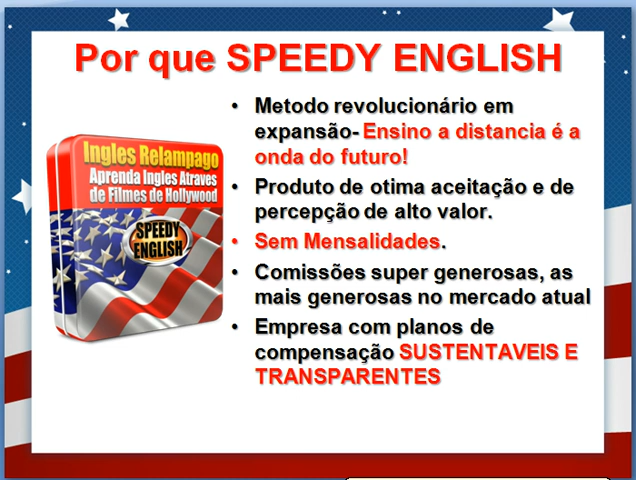 Por que SPEEDY ENGLISH
Ingles Relampago
Aprenda Ingles Atraves
de Filmes de Hollywood
SPEEDY
ENGLISH
• Metodo revolucionário em
expansão- Ensino a distancia é a
onda do futuro!
• Produto de otima aceitação e de
percepção de alto valor.
• Sem Mensalidades.
• Comissões super generosas, as
mais generosas no mercado atual
• Empresa com planos de
compensação SUSTENTAVEIS E
TRANSPARENTES